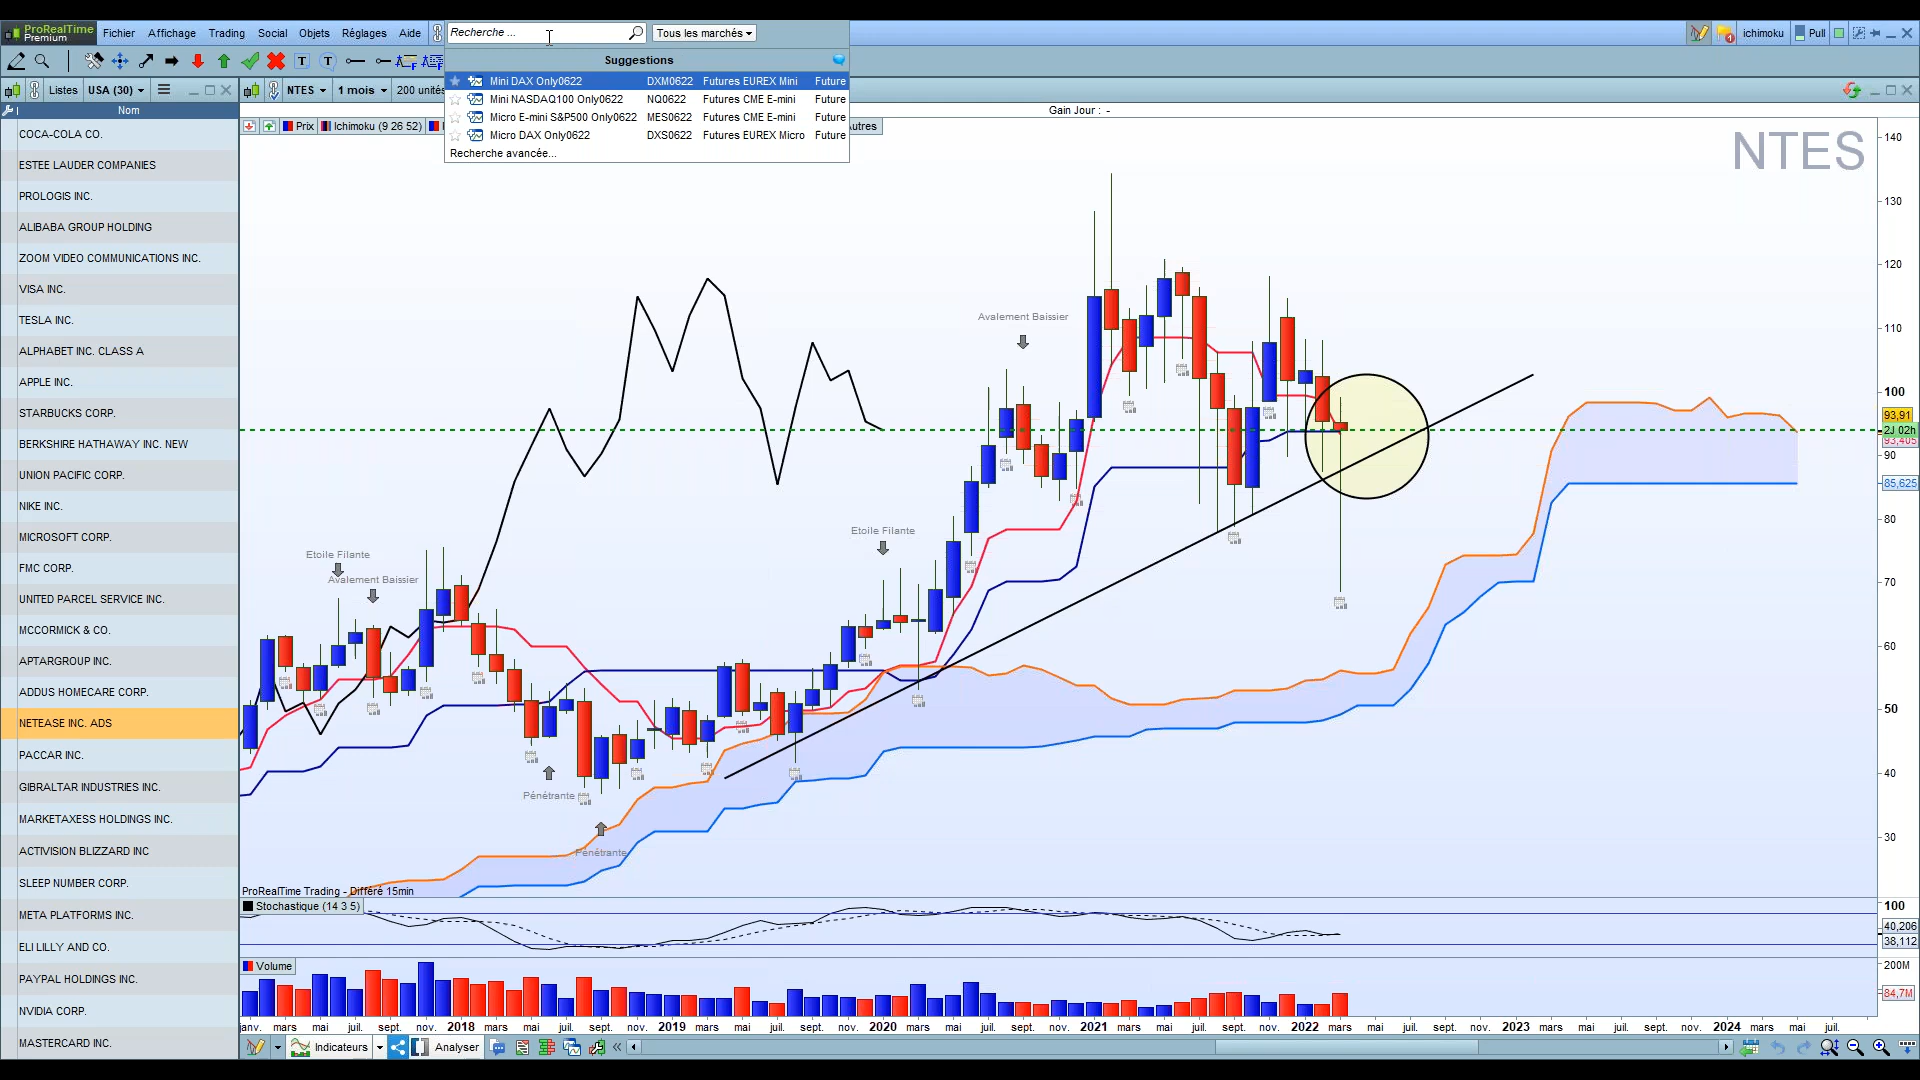 ProRealTime
Premium
Fichier Affichage Trading Social Objets Réglages Aide
Recherche ...
Tous les marchés
ichimoku
Pull
Suggestions
Mini DAX Only0622 DXM0622 Futures EUREX Mini Future
Mini NASDAQ100 Only0622 NQ0622 Futures CME E-mini Future
Micro E-mini S&P500 Only0622 MES0622 Futures CME E-mini Future
Micro DAX Only0622 DXS0622 Futures EUREX Micro Future
Recherche avancée...
Listes USA (30)
NTES 1 mois 200 unités
Nom
Gain Jour : -
Prix Ichimoku (9 26 52)
Autres
NTES
COCA-COLA CO.
ESTEE LAUDER COMPANIES
PROLOGIS INC.
ALIBABA GROUP HOLDING
ZOOM VIDEO COMMUNICATIONS INC.
VISA INC.
TESLA INC.
ALPHABET INC. CLASS A
APPLE INC.
STARBUCKS CORP.
BERKSHIRE HATHAWAY INC. NEW
UNION PACIFIC CORP.
NIKE INC.
MICROSOFT CORP.
FMC CORP.
UNITED PARCEL SERVICE INC.
MCCORMICK & CO.
APTARGROUP INC.
ADDUS HOMECARE CORP.
NETEASE INC. ADS
PACCAR INC.
GIBRALTAR INDUSTRIES INC.
MARKETAXESS HOLDINGS INC.
ACTIVISION BLIZZARD INC
SLEEP NUMBER CORP.
META PLATFORMS INC.
ELI LILLY AND CO.
PAYPAL HOLDINGS INC.
NVIDIA CORP.
MASTERCARD INC.
Avalement Baissier
Etoile Filante
Etoile Filante
Avalement Baissier
Pénétrante
Pénétrante
140
130
120
110
100
93,91
2J 02h
93,405
90
85,625
80
70
60
50
40
30
ProRealTime Trading - Différé 15min
Stochastique (14 3 5)
100
40,206
38,112
Volume
200M
84,7M
janv. mars mai juil. sept. nov. 2018 mars mai juil. sept. nov. 2019 mars mai juil. sept. nov. 2020 mars mai juil. sept. nov. 2021 mars mai juil. sept. nov. 2022 mars mai juil. sept. nov. 2023 mars mai juil. sept. nov. 2024 mars mai juil.
Indicateurs
Analyser